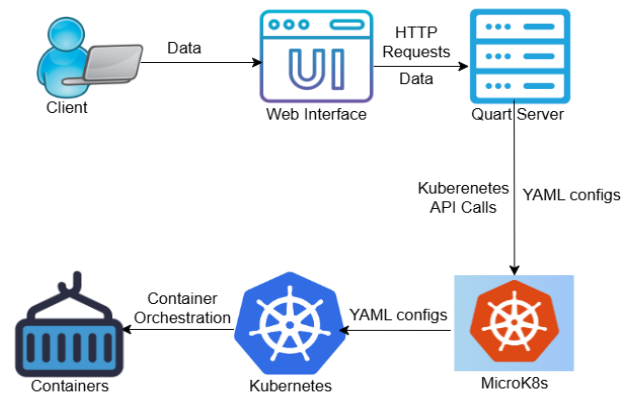 Data
HTTP
Requests
Data
UI
Client
Web Interface
Quart Server
Kuberenetes
API Calls
YAML configs
Container
Orchestration
YAML configs
Containers
Kubernetes
MicroK8s